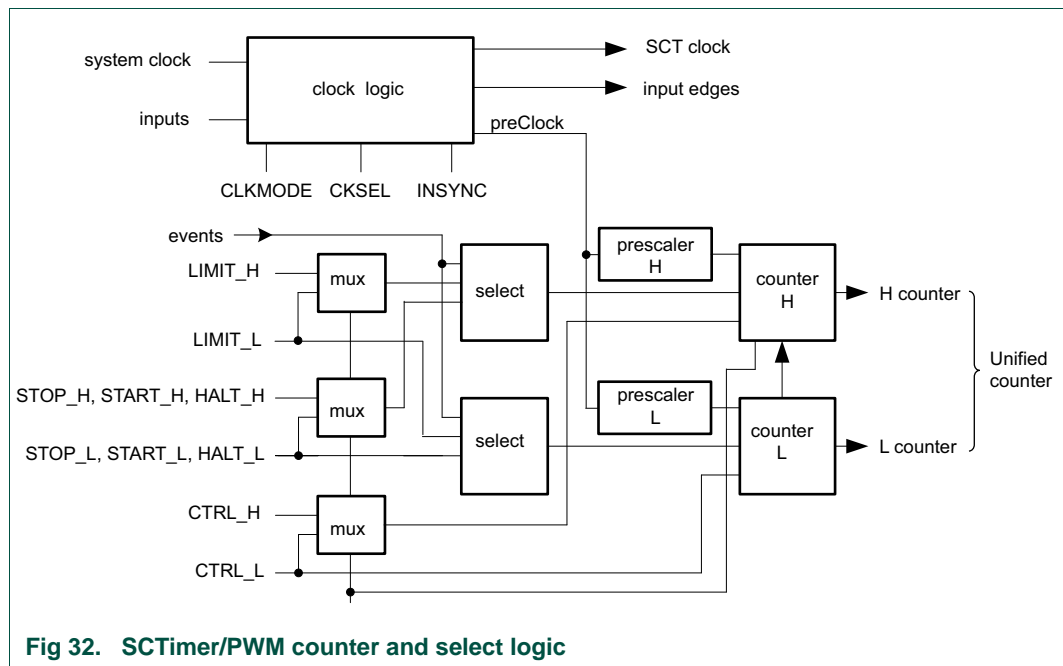 system clock
inputs
clock logic
SCT clock
input edges
preClock
CLKMODE CKSEL INSYNC
events
LIMIT_H
mux
LIMIT_L
select
prescaler
H
counter
H
H counter
STOP_H, START_H, HALT_H
mux
STOP_L, START_L, HALT_L
select
prescaler
L
counter
L
L counter
Unified
counter
CTRL_H
mux
CTRL_L
Fig 32. SCTimer/PWM counter and select logic